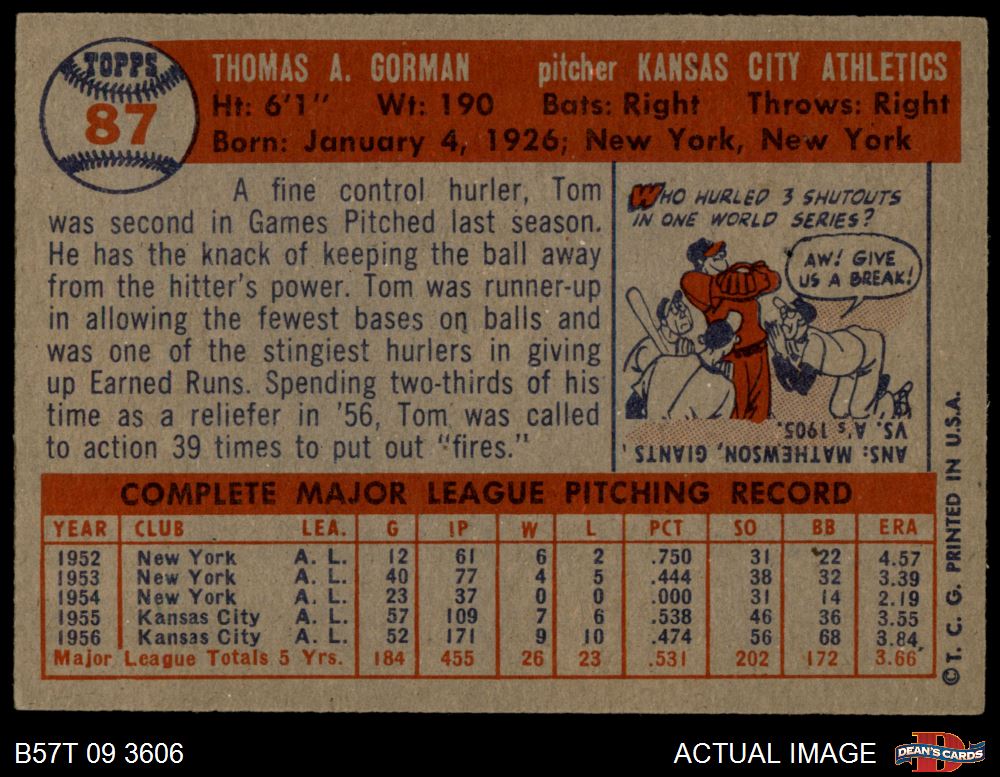 TOPPS
87
THOMAS A. GORMAN pitcher KANSAS CITY ATHLETICS
Ht: 6'1" Wt: 190 Bats: Right Throws: Right
Born: January 4, 1926; New York, New York
A fine control hurler, Tom
was second in Games Pitched last season.
He has the knack of keeping the ball away
from the hitter's power. Tom was runner-up
in allowing the fewest bases on balls and
was one of the stingiest hurlers in giving
up Earned Runs. Spending two-thirds of his
time as a reliefer in '56, Tom was called
to action 39 times to put out "fires."
WHO HURLED 3 SHUTOUTS
IN ONE WORLD SERIES?
AW! GIVE
US A BREAK!
ANS: MATHEWSON, GIANTS,
VS. A's 1905.
COMPLETE MAJOR LEAGUE PITCHING RECORD
YEAR CLUB LEA. G IP W L PCT SO BB ERA
1952 New York A. L. 12 61 6 2 .750 31 22 4.57
1953 New York A. L. 40 77 4 5 .444 38 32 3.39
1954 New York A. L. 23 37 0 0 .000 31 14 2.19
1955 Kansas City A. L. 57 109 7 6 .538 46 36 3.55
1956 Kansas City A. L. 52 171 9 10 .474 56 68 3.84
Major League Totals 5 Yrs. 184 455 26 23 .531 202 172 3.66
©T. C. G. PRINTED IN U.S.A.
B57T 09 3606
ACTUAL IMAGE
D
DEAN'S CARDS